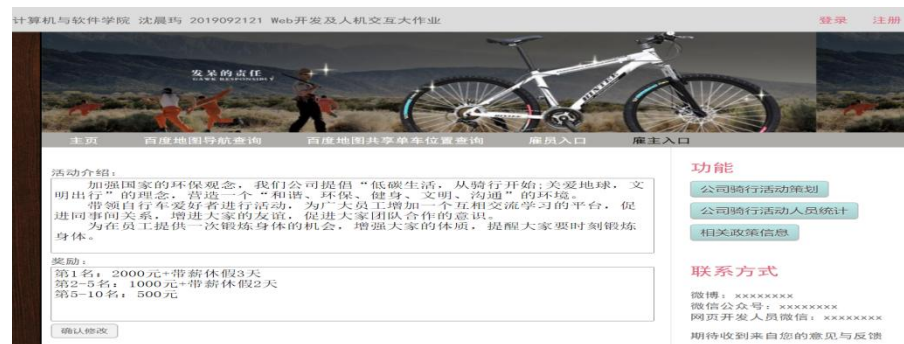 计算机与软件学院 沈晨玙 2019092121 Web开发及人机交互大作业
登录 注册
发呆的责任
主页 百度地图导航查询 百度地图共享单车位置查询 雇员入口 雇主入口
活动介绍：
加强国家的环保观念，我们公司提倡“低碳生活，从骑行开始;关爱地球，文
明出行”的理念，营造一个“和谐、环保、健身、文明、沟通”的环境。
带领自行车爱好者进行活动，为广大员工增加一个互相交流学习的平台，促
进同事间关系，增进大家的友谊，促进大家团队合作的意识。
为在员工提供一次锻炼身体的机会，增强大家的体质，提醒大家要时刻锻炼
身体。
奖励：
第1名：2000元+带薪休假3天
第2-5名：1000元+带薪休假2天
第5-10名：500元
确认修改
功能
公司骑行活动策划
公司骑行活动人员统计
相关政策信息
联系方式
微博：xxxxxxxx
微信公众号：xxxxxxxx
网页开发人员微信：xxxxxxxx
期待收到来自您的意见与反馈